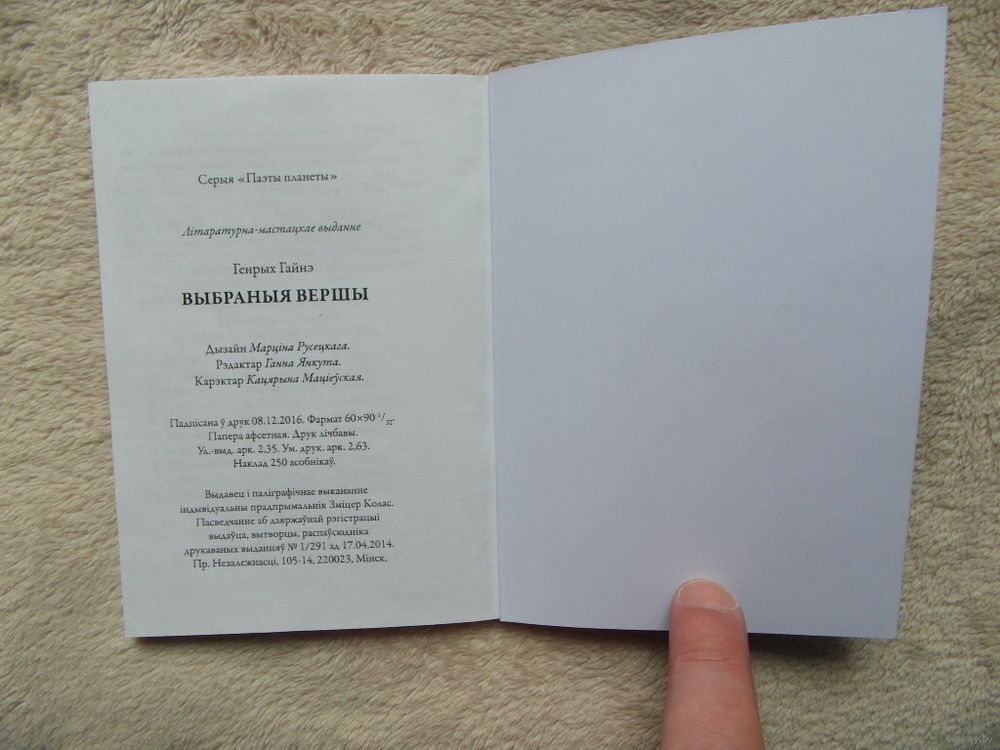 Серыя «Паэты планеты»
Літаратурна-мастацкае выданне
Генрых Гайнэ
ВЫБРАНЫЯ ВЕРШЫ
Дызайн Марціна Русецкага.
Рэдактар Ганна Янкута.
Карэктар Кацярына Маціеўская.
Падпісана ў друк 08.12.2016. Фармат 60×90 1/32.
Папера афсетная. Друк лічбавы.
Ул.-выд. арк. 2,35. Ум. друк. арк. 2,63.
Наклад 250 асобнікаў.
Выдавец і паліграфічнае выкананне
індывідуальны прадпрымальнік Зміцер Колас.
Пасведчанне аб дзяржаўнай рэгістрацыі
выдаўца, вытворцы, распаўсюдніка
друкаваных выданняў № 1/291 ад 17.04.2014.
Пр. Незалежнасці, 105-14, 220023, Мінск.
www.ay.by